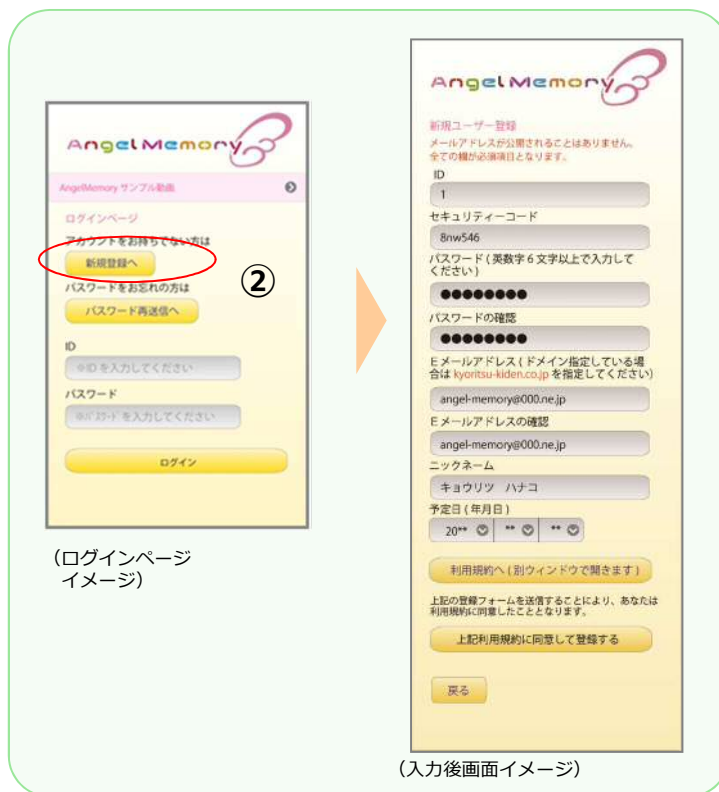 AngelMemory
AngelMemory サンプル動画
ログインページ
アカウントをお持ちでない方は
新規登録へ
②
パスワードをお忘れの方は
パスワード再送信へ
ID
※ID を入力してください
パスワード
※パスワードを入力してください
ログイン
（ログインページ
イメージ）
AngelMemory
新規ユーザー登録
メールアドレスが公開されることはありません。
全ての欄が必須項目となります。
ID
1
セキュリティーコード
8nw546
パスワード ( 英数字 6 文字以上で入力して
ください )
●●●●●●●●
パスワードの確認
●●●●●●●●
E メールアドレス ( ドメイン指定している場
合は kyoritsu-kiden.co.jp を指定してください)
angel-memory@000.ne.jp
E メールアドレスの確認
angel-memory@000.ne.jp
ニックネーム
キョウリツ　ハナコ
予定日 ( 年月日 )
20** ** **
利用規約へ ( 別ウィンドウで開きます )
上記の登録フォームを送信することにより、あなたは
利用規約に同意したこととなります。
上記利用規約に同意して登録する
戻る
（入力後画面イメージ）